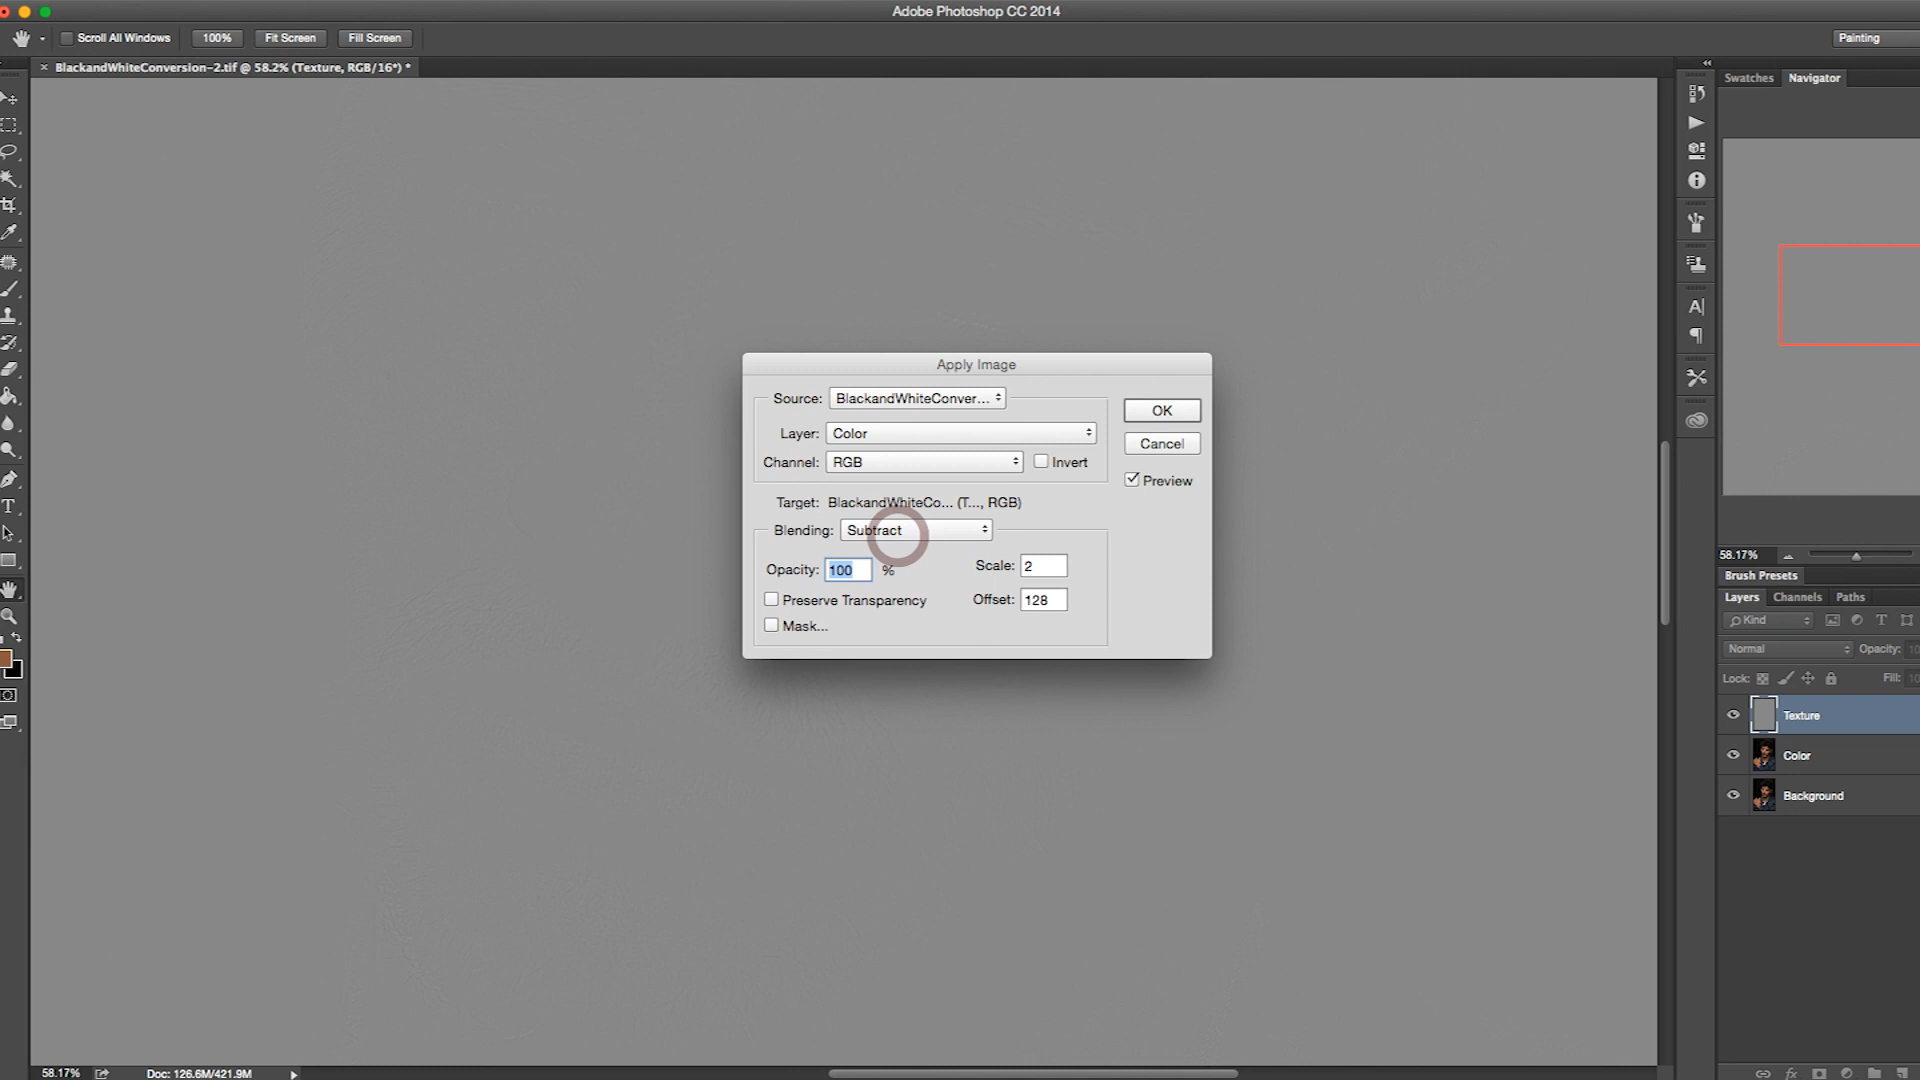 Adobe Photoshop CC 2014
Scroll All Windows
100%
Fit Screen
Fill Screen
Painting
× BlackandWhiteConversion-2.tif @ 58.2% (Texture, RGB/16*) *
Swatches
Navigator
Apply Image
Source: BlackandWhiteConver...
OK
Layer: Color
Cancel
Channel: RGB
Invert
Preview
Target: BlackandWhiteCo... (T..., RGB)
Blending: Subtract
Opacity: 100 %
Scale: 2
Preserve Transparency
Offset: 128
Mask...
58.17%
Brush Presets
Layers
Channels
Paths
Kind
Normal
Opacity: 10
Lock:
Fill: 10
Texture
Color
Background
58.17%
Doc: 126.6M/421.9M
fx